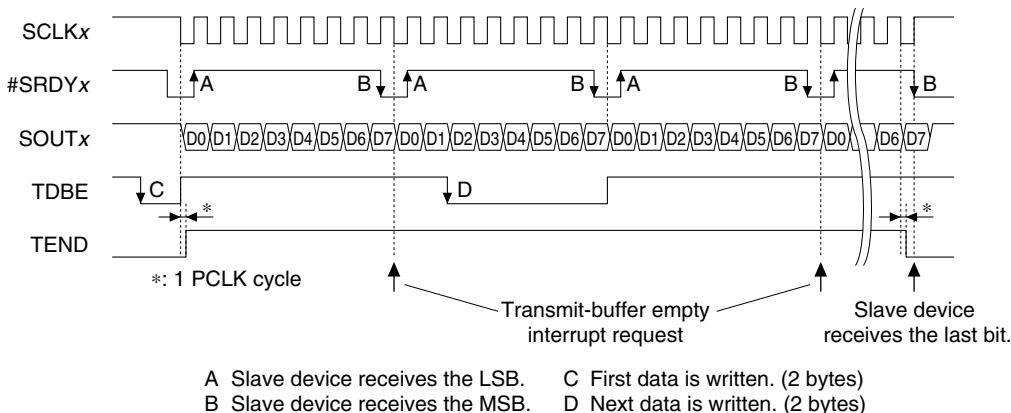 SCLKx
#SRDYx A B A B A B B
SOUTx D0 D1 D2 D3 D4 D5 D6 D7 D0 D1 D2 D3 D4 D5 D6 D7 D0 D1 D2 D3 D4 D5 D6 D7 D0 D6 D7
TDBE C D
* *
TEND
*: 1 PCLK cycle
Transmit-buffer empty
interrupt request
Slave device
receives the last bit.
A Slave device receives the LSB. C First data is written. (2 bytes)
B Slave device receives the MSB. D Next data is written. (2 bytes)